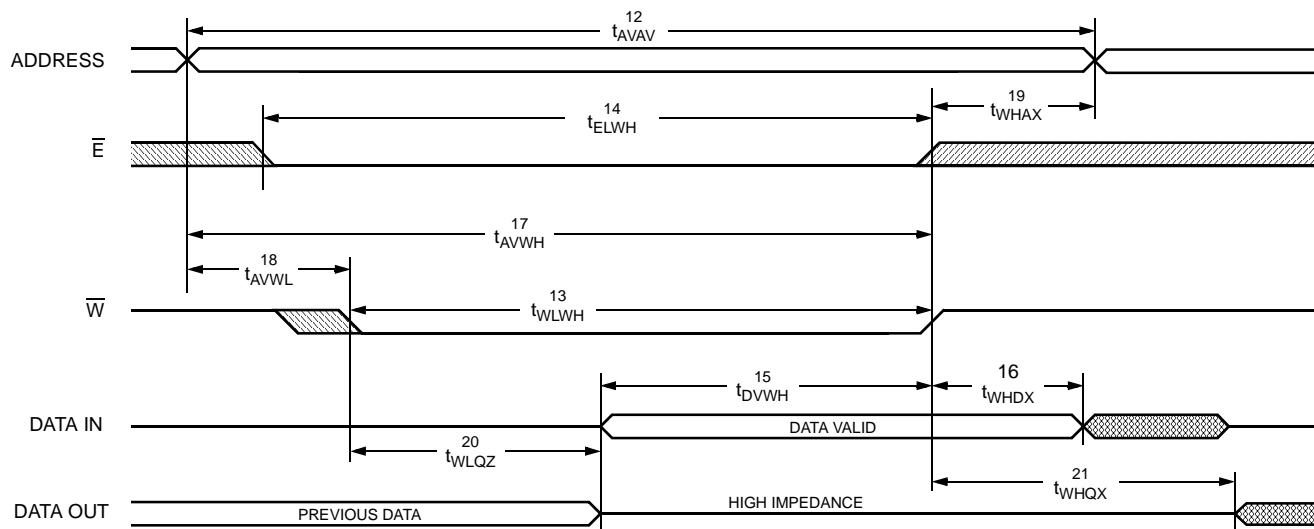 12
tAVAV
ADDRESS
14
tELWH
19
tWHAX
E̅
17
tAVWH
18
tAVWL
W̅
13
tWLWH
15
tDVWH
16
tWHDX
DATA IN
DATA VALID
20
tWLQZ
21
tWHQX
DATA OUT
PREVIOUS DATA
HIGH IMPEDANCE